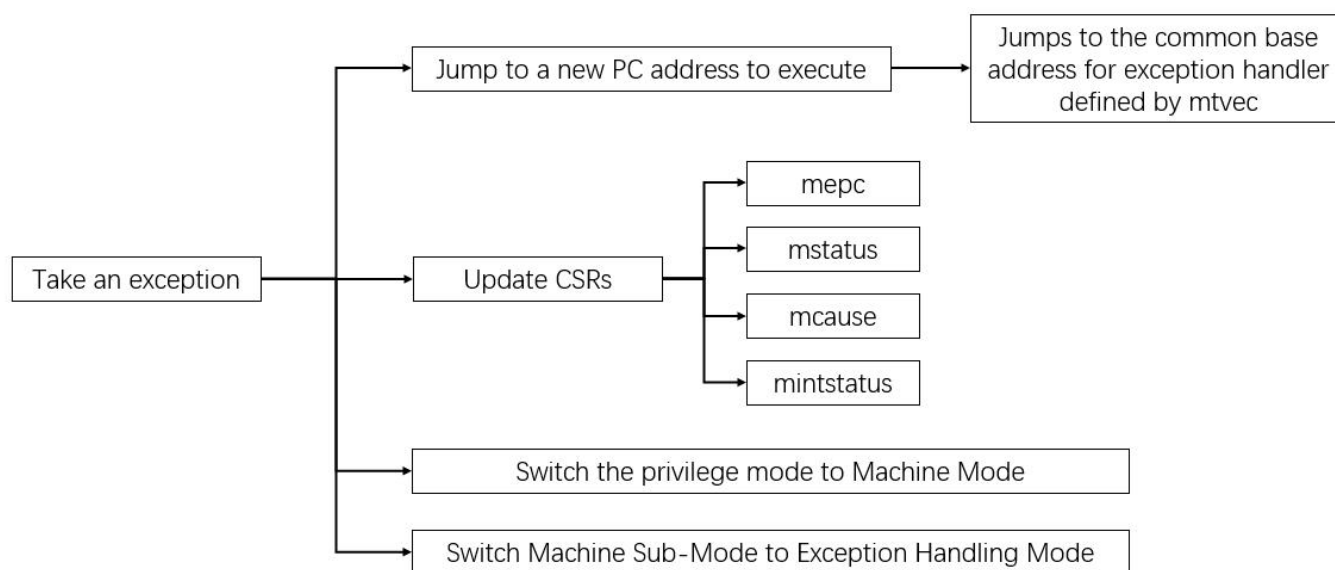 Take an exception
Jump to a new PC address to execute
Jumps to the common base
address for exception handler
defined by mtvec
Update CSRs
mepc
mstatus
mcause
mintstatus
Switch the privilege mode to Machine Mode
Switch Machine Sub-Mode to Exception Handling Mode